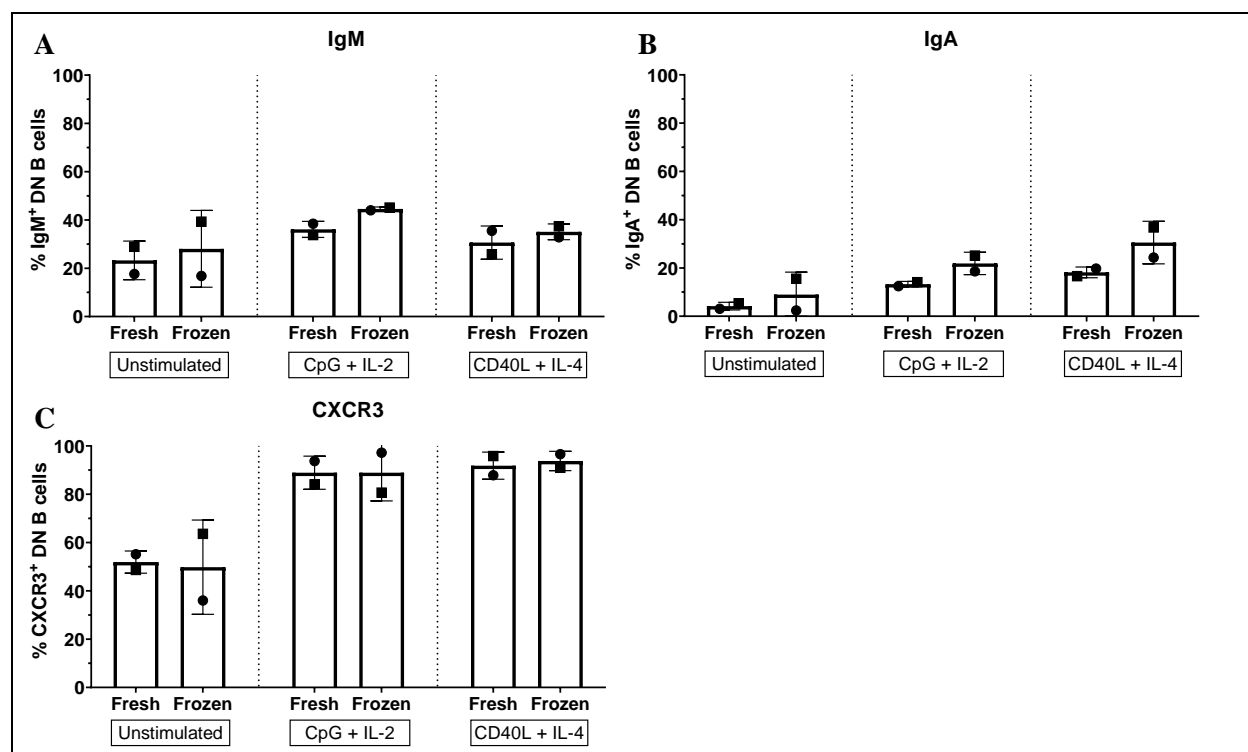 A
IgM
% IgM⁺ DN B cells
100
80
60
40
20
0
Fresh Frozen Fresh Frozen Fresh Frozen
Unstimulated CpG + IL-2 CD40L + IL-4
B
IgA
% IgA⁺ DN B cells
100
80
60
40
20
0
Fresh Frozen Fresh Frozen Fresh Frozen
Unstimulated CpG + IL-2 CD40L + IL-4
C
CXCR3
% CXCR3⁺ DN B cells
100
80
60
40
20
0
Fresh Frozen Fresh Frozen Fresh Frozen
Unstimulated CpG + IL-2 CD40L + IL-4